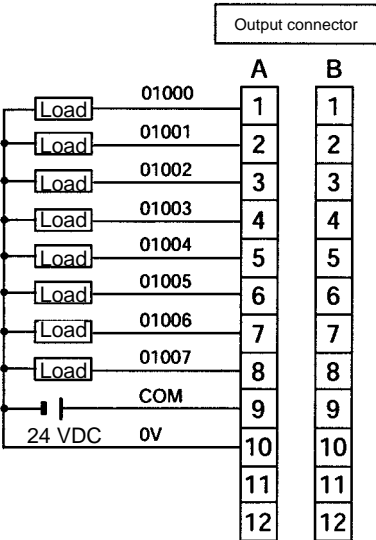 Output connector
A B
Load 01000 1 1
Load 01001 2 2
Load 01002 3 3
Load 01003 4 4
Load 01004 5 5
Load 01005 6 6
Load 01006 7 7
Load 01007 8 8
COM 9 9
24 VDC 0V 10 10
11 11
12 12